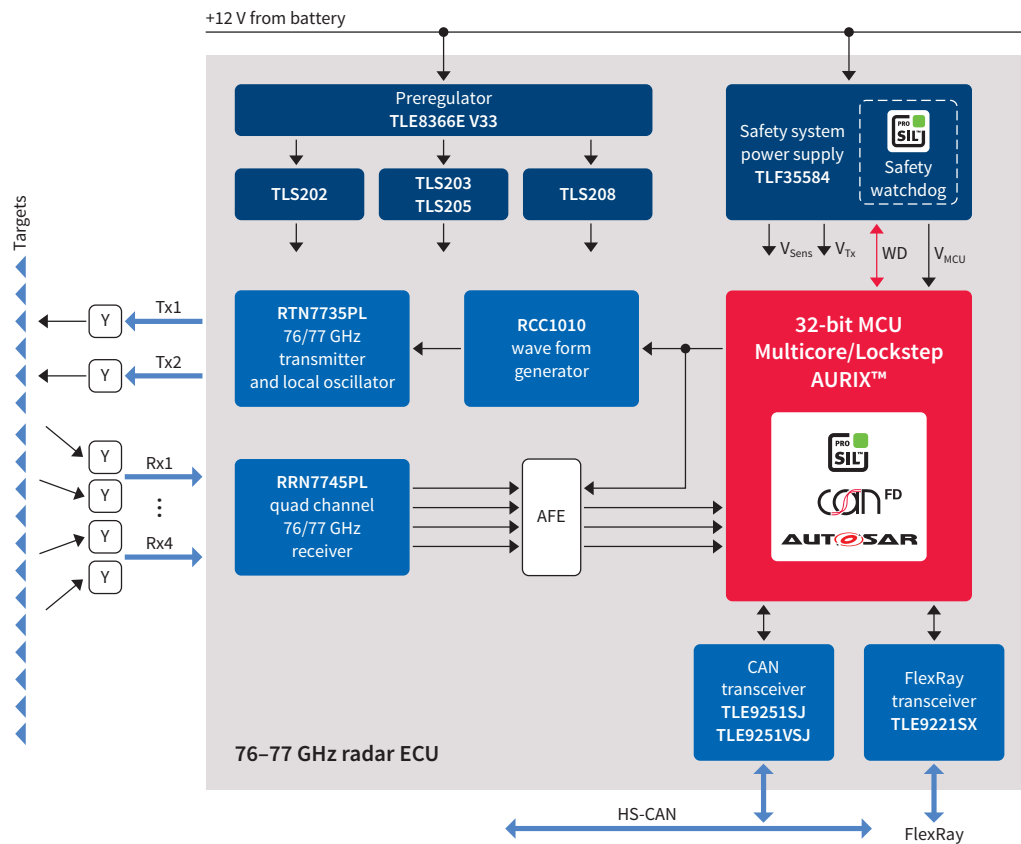 +12 V from battery
Preregulator
TLE8366E V33
TLS202
TLS203
TLS205
TLS208
Safety system
power supply
TLF35584
PRO
SIL™
Safety
watchdog
VSens
VTx
WD
VMCU
Targets
Y
Tx1
Y
Tx2
Y
Rx1
Y
⋮
Y
Rx4
Y
RTN7735PL
76/77 GHz
transmitter
and local oscillator
RCC1010
wave form
generator
32-bit MCU
Multicore/Lockstep
AURIX™
PRO
SIL™
CAN FD
AUTOSAR
RRN7745PL
quad channel
76/77 GHz
receiver
AFE
CAN
transceiver
TLE9251SJ
TLE9251VSJ
FlexRay
transceiver
TLE9221SX
76–77 GHz radar ECU
HS-CAN
FlexRay